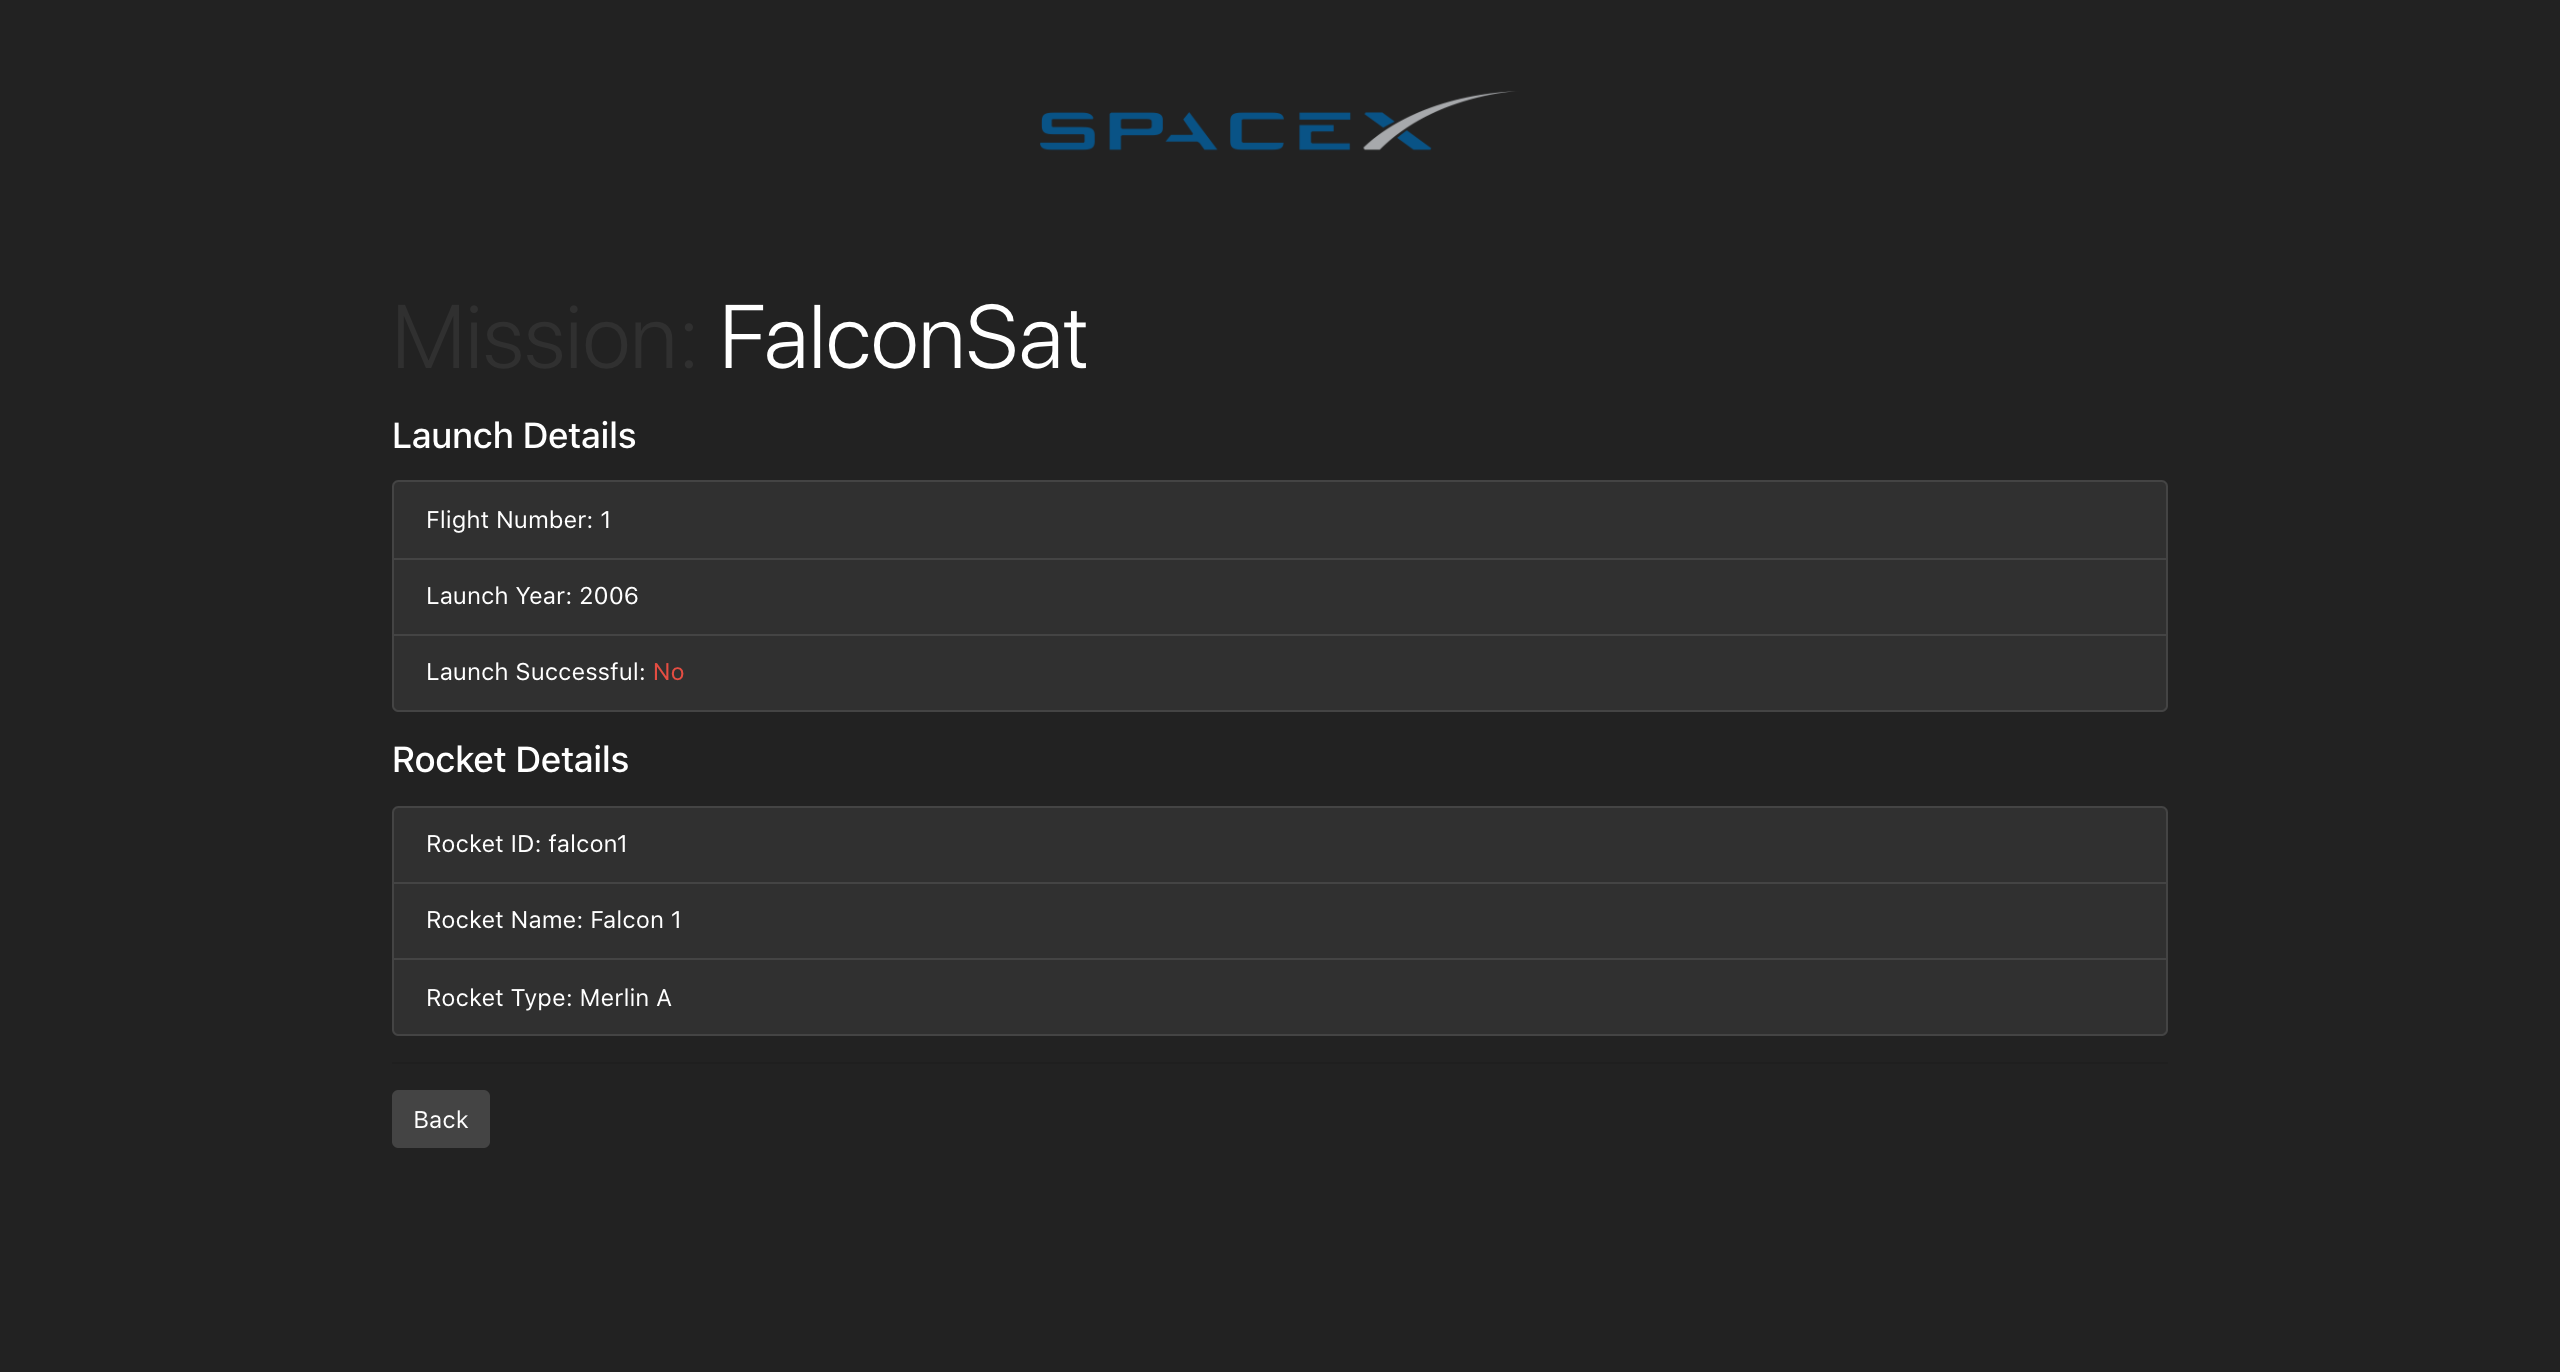 SPACEX
Mission: FalconSat
Launch Details
Flight Number: 1
Launch Year: 2006
Launch Successful: No
Rocket Details
Rocket ID: falcon1
Rocket Name: Falcon 1
Rocket Type: Merlin A
Back